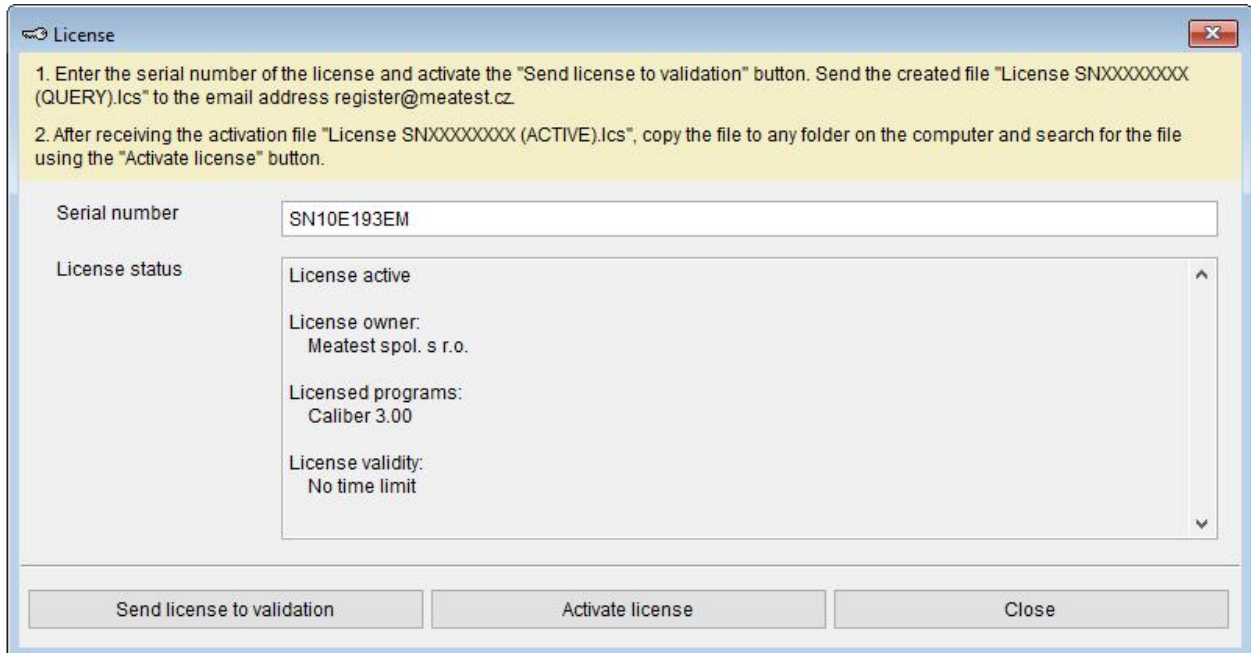 License
1. Enter the serial number of the license and activate the "Send license to validation" button. Send the created file "License SNXXXXXXXX
(QUERY).lcs" to the email address register@meatest.cz.
2. After receiving the activation file "License SNXXXXXXXX (ACTIVE).lcs", copy the file to any folder on the computer and search for the file
using the "Activate license" button.
Serial number
SN10E193EM
License status
License active
License owner:
Meatest spol. s r.o.
Licensed programs:
Caliber 3.00
License validity:
No time limit
Send license to validation
Activate license
Close